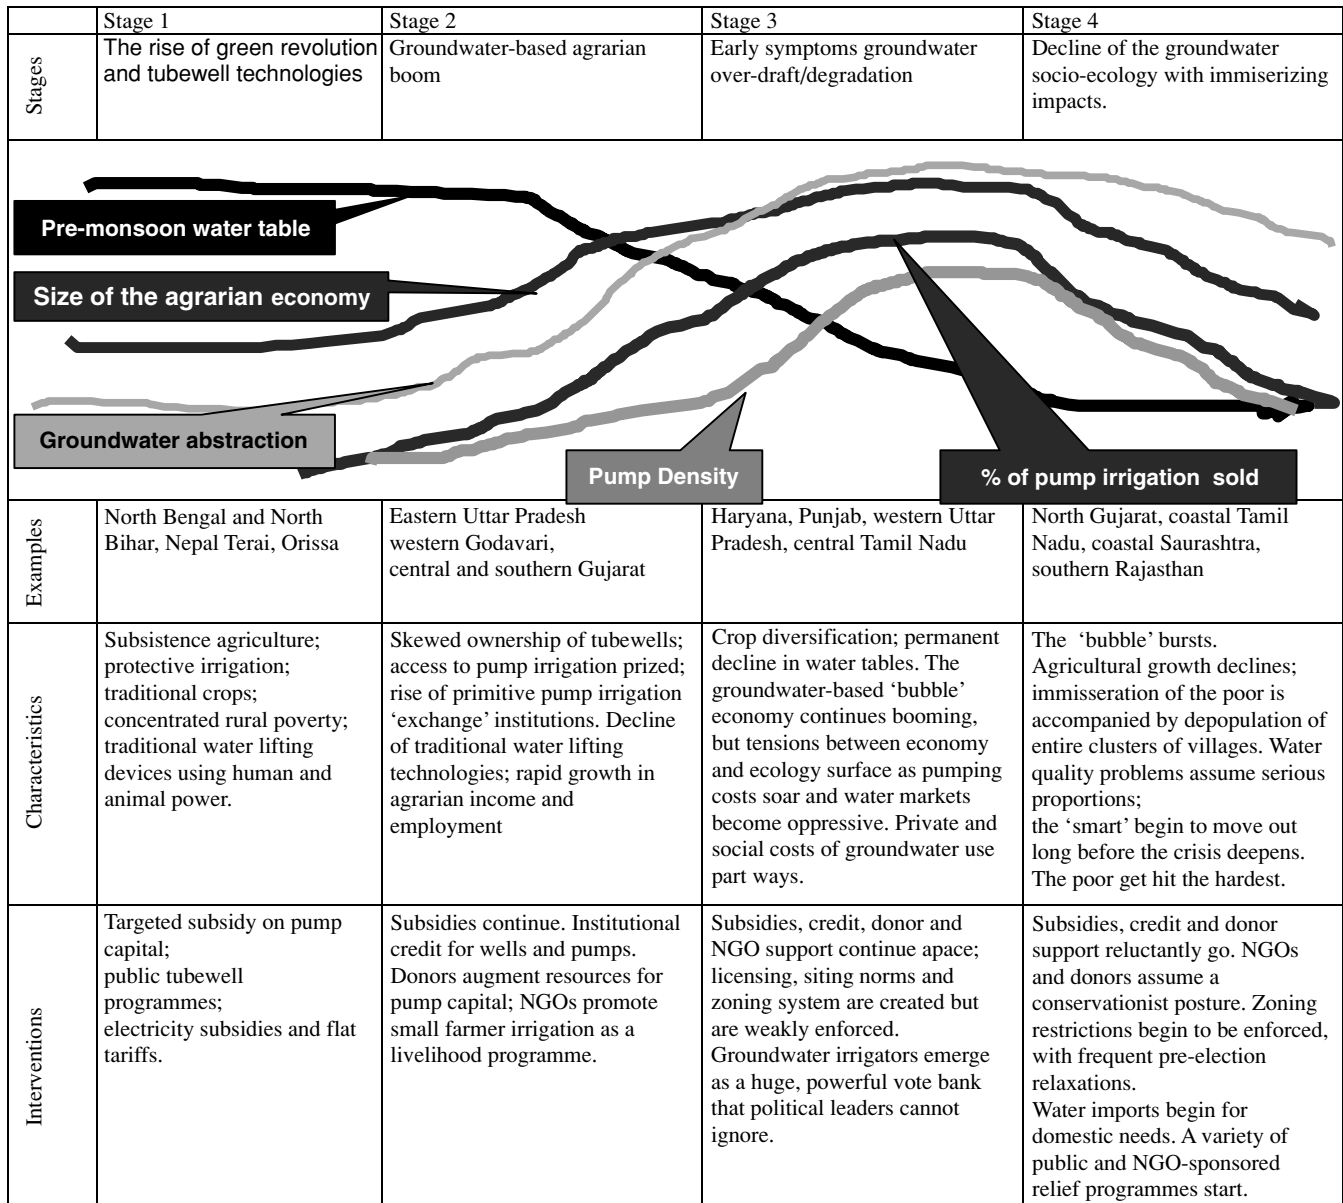 Stage 1
Stage 2
Stage 3
Stage 4
Stages
The rise of green revolution
and tubewell technologies
Groundwater-based agrarian
boom
Early symptoms groundwater
over-draft/degradation
Decline of the groundwater
socio-ecology with immiserizing
impacts.
Pre-monsoon water table
Size of the agrarian economy
Groundwater abstraction
Pump Density
% of pump irrigation sold
Examples
North Bengal and North
Bihar, Nepal Terai, Orissa
Eastern Uttar Pradesh
western Godavari,
central and southern Gujarat
Haryana, Punjab, western Uttar
Pradesh, central Tamil Nadu
North Gujarat, coastal Tamil
Nadu, coastal Saurashtra,
southern Rajasthan
Characteristics
Subsistence agriculture;
protective irrigation;
traditional crops;
concentrated rural poverty;
traditional water lifting
devices using human and
animal power.
Skewed ownership of tubewells;
access to pump irrigation prized;
rise of primitive pump irrigation
‘exchange’ institutions. Decline
of traditional water lifting
technologies; rapid growth in
agrarian income and
employment
Crop diversification; permanent
decline in water tables. The
groundwater-based ‘bubble’
economy continues booming,
but tensions between economy
and ecology surface as pumping
costs soar and water markets
become oppressive. Private and
social costs of groundwater use
part ways.
The ‘bubble’ bursts.
Agricultural growth declines;
immisseration of the poor is
accompanied by depopulation of
entire clusters of villages. Water
quality problems assume serious
proportions;
the ‘smart’ begin to move out
long before the crisis deepens.
The poor get hit the hardest.
Interventions
Targeted subsidy on pump
capital;
public tubewell
programmes;
electricity subsidies and flat
tariffs.
Subsidies continue. Institutional
credit for wells and pumps.
Donors augment resources for
pump capital; NGOs promote
small farmer irrigation as a
livelihood programme.
Subsidies, credit, donor and
NGO support continue apace;
licensing, siting norms and
zoning system are created but
are weakly enforced.
Groundwater irrigators emerge
as a huge, powerful vote bank
that political leaders cannot
ignore.
Subsidies, credit and donor
support reluctantly go. NGOs
and donors assume a
conservationist posture. Zoning
restrictions begin to be enforced,
with frequent pre-election
relaxations.
Water imports begin for
domestic needs. A variety of
public and NGO-sponsored
relief programmes start.